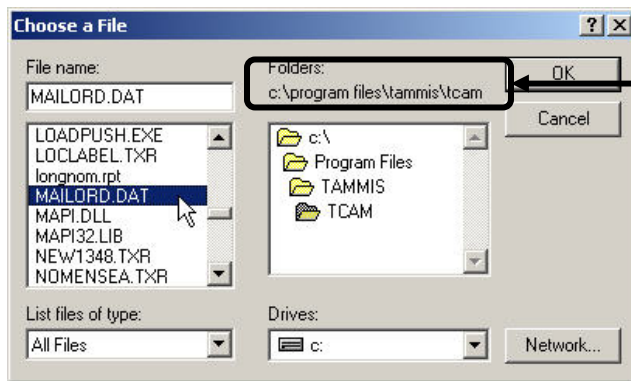 Choose a File
File name:
MAILORD.DAT
LOADPUSH.EXE
LOCLABEL.TXR
longnom.rpt
MAILORD.DAT
MAPI.DLL
MAPI32.LIB
NEW1348.TXR
NOMENSEA.TXR
List files of type:
All Files
Folders:
c:\program files\tammis\tcam
c:\
Program Files
TAMMIS
TCAM
Drives:
c:
OK
Cancel
Network...